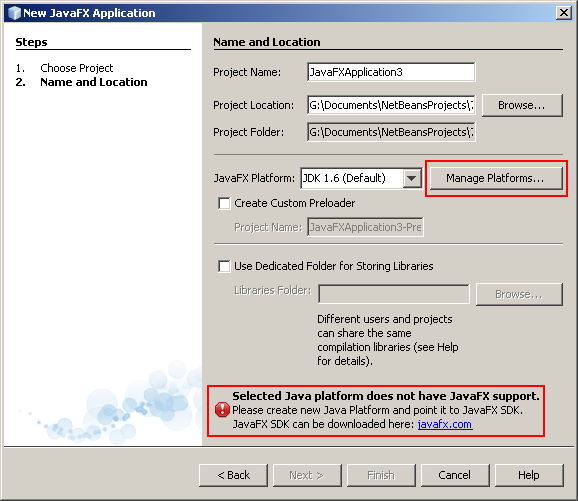 New JavaFX Application
Steps
1. Choose Project
2. Name and Location
Name and Location
Project Name: JavaFXApplication3
Project Location: G:\Documents\NetBeansProjects\7
Browse...
Project Folder: G:\Documents\NetBeansProjects\7
JavaFX Platform: JDK 1.6 (Default)
Manage Platforms...
Create Custom Preloader
Project Name: JavaFXApplication3-Pre
Use Dedicated Folder for Storing Libraries
Libraries Folder:
Browse...
Different users and projects
can share the same
compilation libraries (see Help
for details).
Selected Java platform does not have JavaFX support.
Please create new Java Platform and point it to JavaFX SDK.
JavaFX SDK can be downloaded here: javafx.com
< Back
Next >
Finish
Cancel
Help